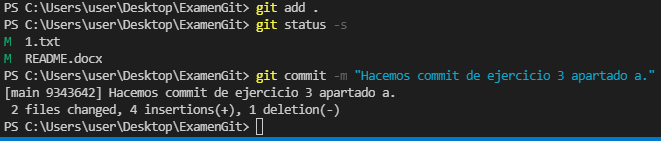 PS C:\Users\user\Desktop\ExamenGit> git add .
PS C:\Users\user\Desktop\ExamenGit> git status -s
M  1.txt
M  README.docx
PS C:\Users\user\Desktop\ExamenGit> git commit -m "Hacemos commit de ejercicio 3 apartado a."
[main 9343642] Hacemos commit de ejercicio 3 apartado a.
 2 files changed, 4 insertions(+), 1 deletion(-)
PS C:\Users\user\Desktop\ExamenGit>